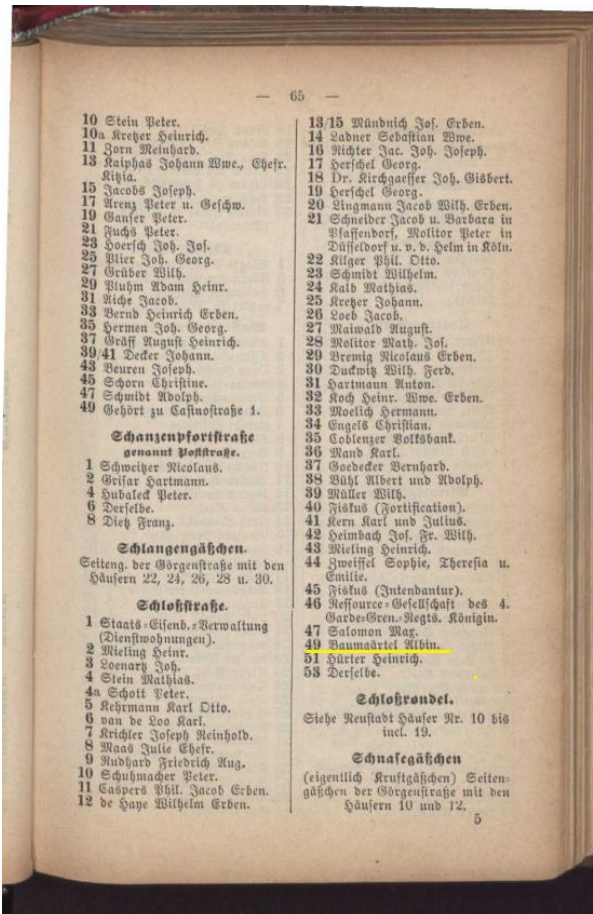 — 65 —
10 Stein Peter.
10a Kretzer Heinrich.
11 Zorn Meinhard.
13 Kaiphas Johann Wwe., Ehefr.
Kitzia.
15 Jacobs Joseph.
17 Arenz Peter u. Geschw.
19 Ganser Peter.
21 Fuchs Peter.
23 Hoersch Joh. Jos.
25 Plier Joh. Georg.
27 Grüber Wilh.
29 Pluhm Adam Heinr.
31 Aiche Jacob.
33 Bernd Heinrich Erben.
35 Hermen Joh. Georg.
37 Gräff August Heinrich.
39/41 Decker Johann.
43 Beuren Joseph.
45 Schorn Christine.
47 Schmidt Adolph.
49 Gehört zu Casinostraße 1.
Schanzenpfortstraße
genannt Poststraße.
1 Schweitzer Nicolaus.
2 Grisar Hartmann.
4 Hubaleck Peter.
6 Derselbe.
8 Dietz Franz.
Schlangengäßchen.
Seiteng. der Görgenstraße mit den
Häusern 22, 24, 26, 28 u. 30.
Schloßstraße.
1 Staats-Eisenb.-Verwaltung
(Dienstwohnungen).
2 Mieling Heinr.
3 Loenartz Joh.
4 Stein Mathias.
4a Schott Peter.
5 Kehrmann Karl Otto.
6 van de Loo Karl.
7 Krichler Joseph Reinhold.
8 Maas Julie Ehefr.
9 Rudhard Friedrich Aug.
10 Schuhmacher Peter.
11 Caspers Phil. Jacob Erben.
12 de Haye Wilhelm Erben.
13/15 Mündnich Jos. Erben.
14 Ladner Sebastian Wwe.
16 Richter Jac. Joh. Joseph.
17 Herschel Georg.
18 Dr. Kirchgaesser Joh. Gisbert.
19 Herschel Georg.
20 Lingmann Jacob Wilh. Erben.
21 Schneider Jacob u. Barbara in
Pfaffendorf, Molitor Peter in
Düsseldorf u. v. d. Helm in Köln.
22 Kilger Phil. Otto.
23 Schmidt Wilhelm.
24 Kalb Mathias.
25 Kretzer Johann.
26 Loeb Jacob.
27 Maiwald August.
28 Molitor Math. Jos.
29 Bremig Nicolaus Erben.
30 Duckwitz Wilh. Ferd.
31 Hartmann Anton.
32 Koch Heinr. Wwe. Erben.
33 Moelich Hermann.
34 Engels Christian.
35 Coblenzer Volksbank.
36 Mand Karl.
37 Goedecker Bernhard.
38 Bühl Albert und Adolph.
39 Müller Wilh.
40 Fiskus (Fortification).
41 Kern Karl und Julius.
42 Heimbach Jos. Fr. Wilh.
43 Mieling Heinrich.
44 Zweiffel Sophie, Theresia u.
Emilie.
45 Fiskus (Intendantur).
46 Ressource-Gesellschaft des 4.
Garde-Gren.-Regts. Königin.
47 Salomon Max.
49 Baumaärtel Albin.
51 Hürter Heinrich.
53 Derselbe.
Schloßrondel.
Siehe Neustadt Häuser Nr. 10 bis
incl. 19.
Schnasegäßchen
(eigentlich Kruftgäßchen) Seiten-
gäßchen der Görgenstraße mit den
Häusern 10 und 12.
5